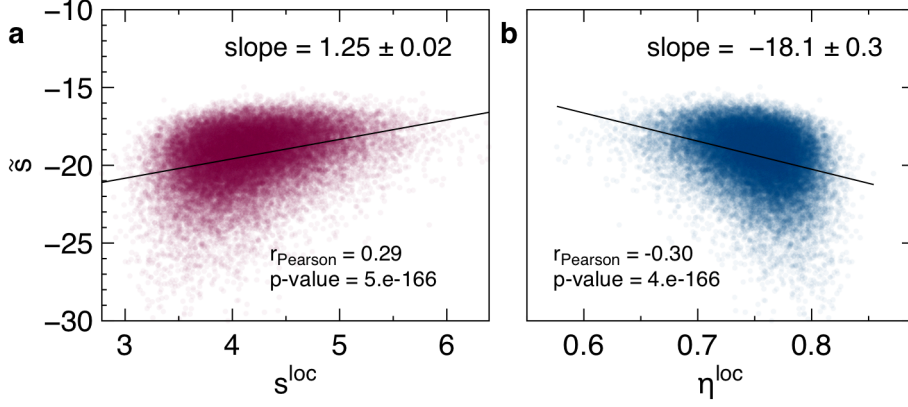 a
slope = 1.25 ± 0.02
b
slope = −18.1 ± 0.3
−10
−15
−20
−25
−30
s̃
r_Pearson = 0.29
p-value = 5.e-166
r_Pearson = -0.30
p-value = 4.e-166
3 4 5 6
0.6 0.7 0.8
s^loc
η^loc